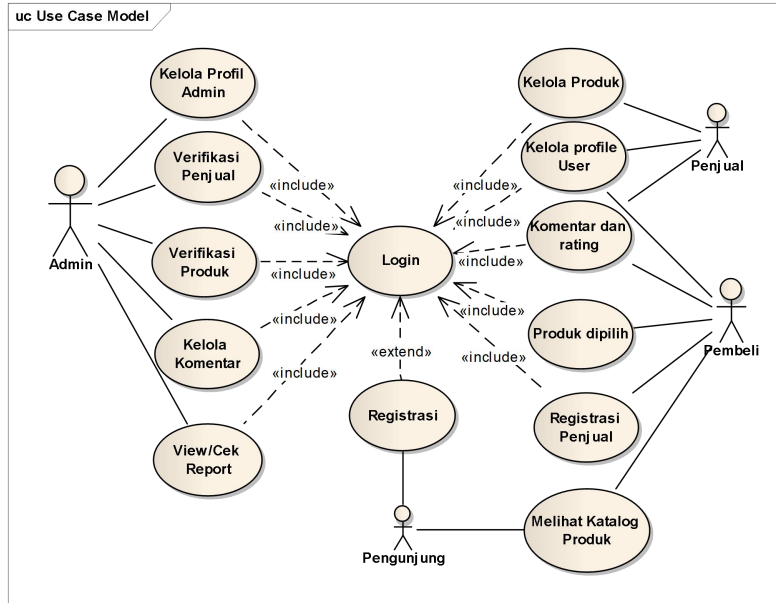 uc Use Case Model
Kelola Profil
Admin
Verifikasi
Penjual
Verifikasi
Produk
Kelola
Komentar
View/Cek
Report
Admin
«include»
«include»
«include»
«include»
«include»
Login
«extend»
Registrasi
Pengunjung
«include»
«include»
«include»
«include»
«include»
Kelola Produk
Kelola profile
User
Komentar dan
rating
Produk dipilih
Registrasi
Penjual
Melihat Katalog
Produk
Penjual
Pembeli